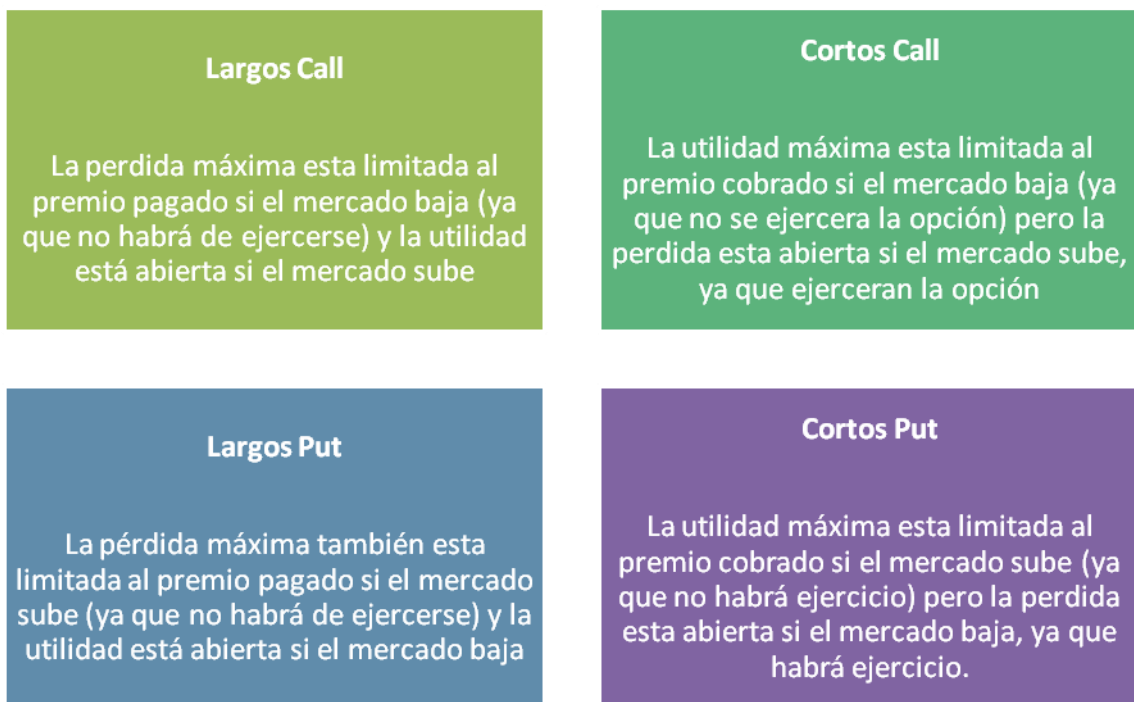 Largos Call
La perdida máxima esta limitada al
premio pagado si el mercado baja (ya
que no habrá de ejercerse) y la utilidad
está abierta si el mercado sube
Cortos Call
La utilidad máxima esta limitada al
premio cobrado si el mercado baja (ya
que no se ejercera la opción) pero la
perdida esta abierta si el mercado sube,
ya que ejerceran la opción
Largos Put
La pérdida máxima también esta
limitada al premio pagado si el mercado
sube (ya que no habrá de ejercerse) y la
utilidad está abierta si el mercado baja
Cortos Put
La utilidad máxima esta limitada al
premio cobrado si el mercado sube (ya
que no habrá ejercicio) pero la perdida
esta abierta si el mercado baja, ya que
habrá ejercicio.